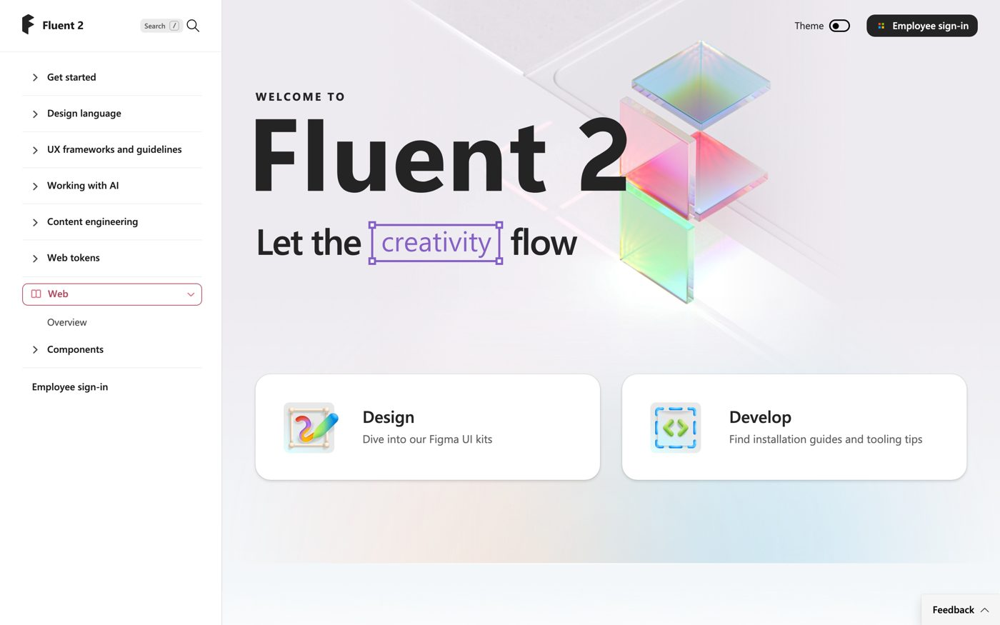 Fluent 2
Search /
Get started
Design language
UX frameworks and guidelines
Working with AI
Content engineering
Web tokens
Web
Overview
Components
Employee sign-in
Theme
Employee sign-in
WELCOME TO
Fluent 2
Let the creativity flow
Design
Dive into our Figma UI kits
Develop
Find installation guides and tooling tips
Feedback